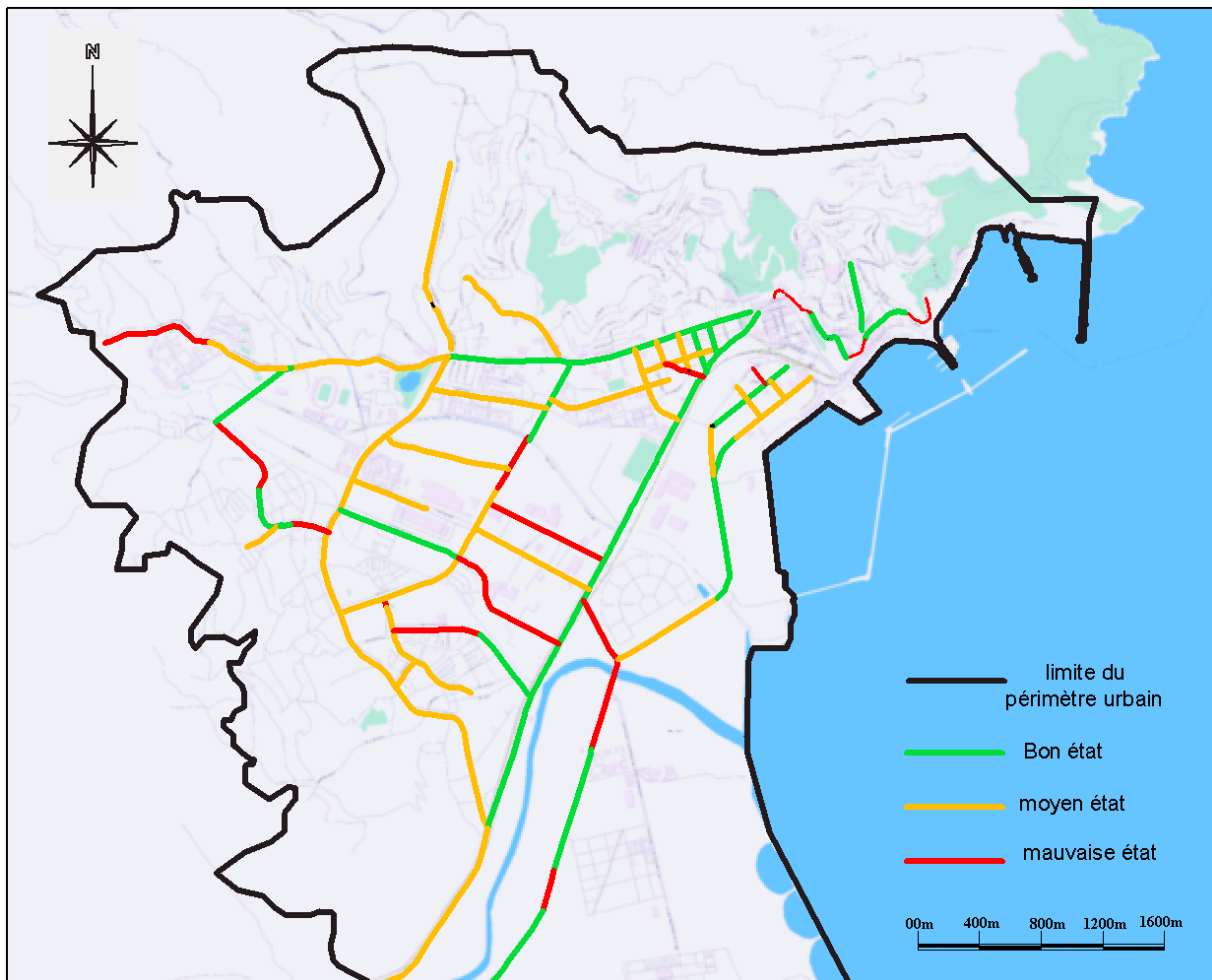 N
limite du
périmètre urbain
Bon état
moyen état
mauvaise état
00m 400m 800m 1200m 1600m